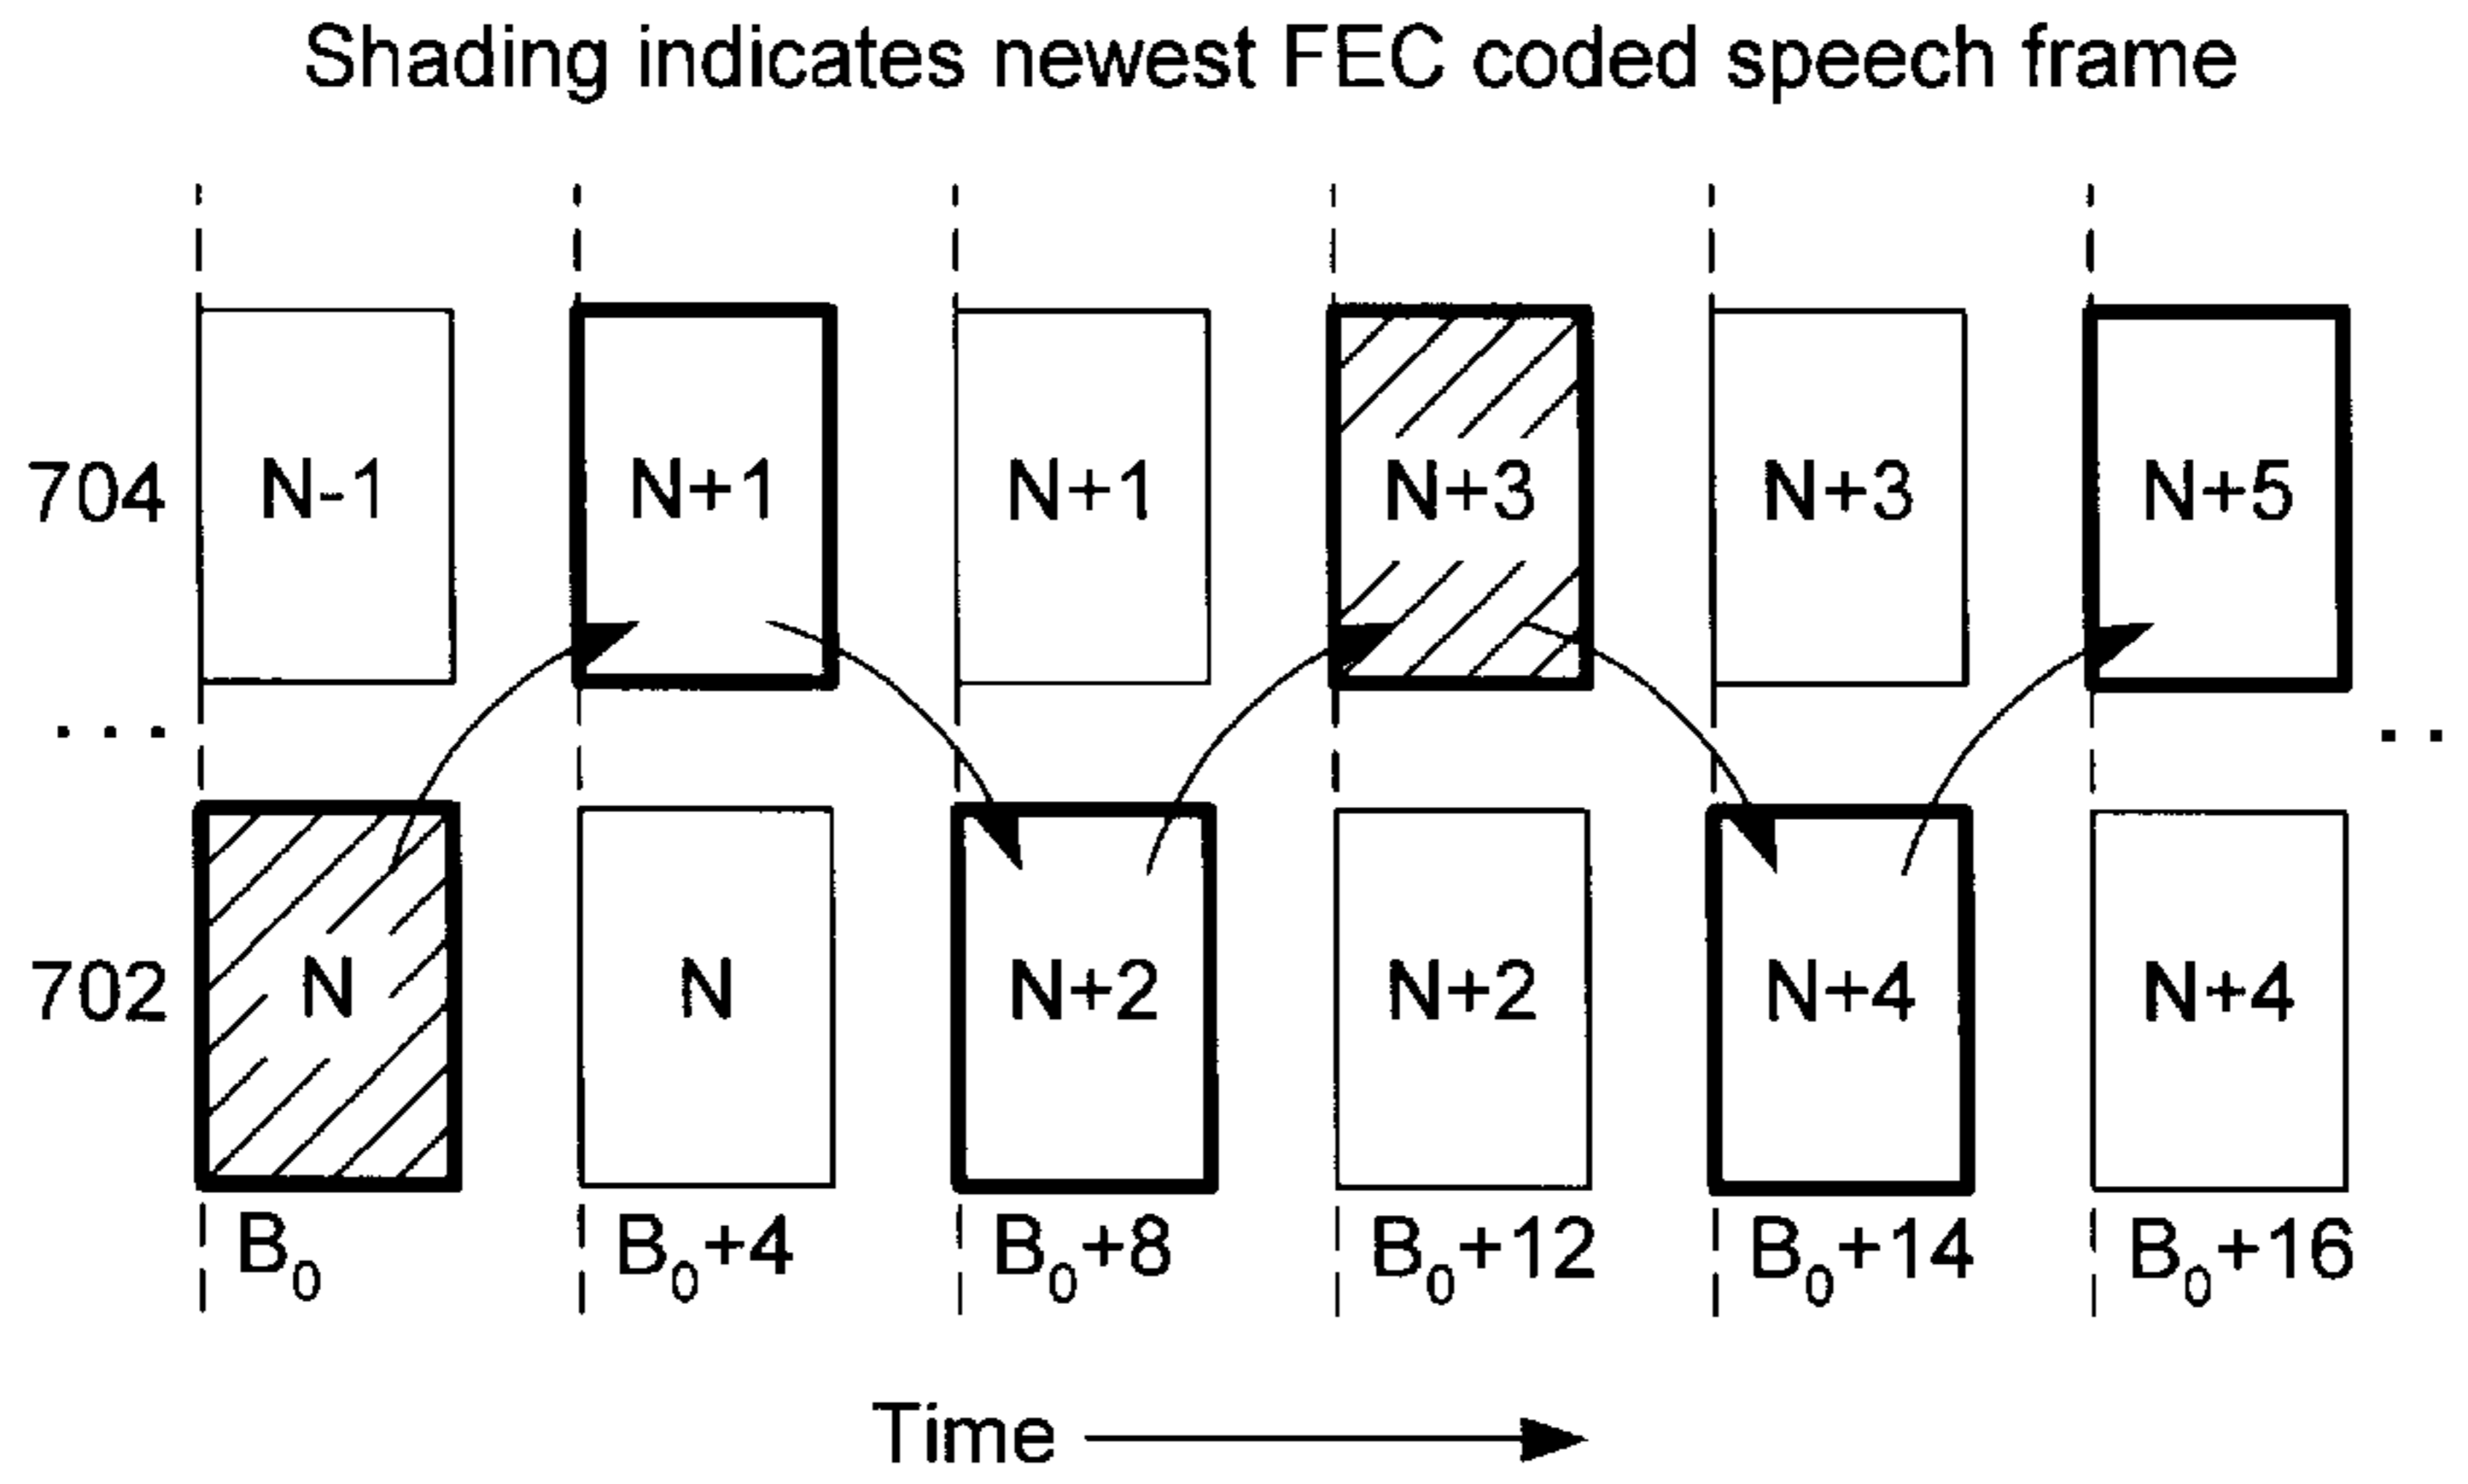 Shading indicates newest FEC coded speech frame
704 N-1 N+1 N+1 N+3 N+3 N+5
... ..
702 N N N+2 N+2 N+4 N+4
B₀ B₀+4 B₀+8 B₀+12 B₀+14 B₀+16
Time